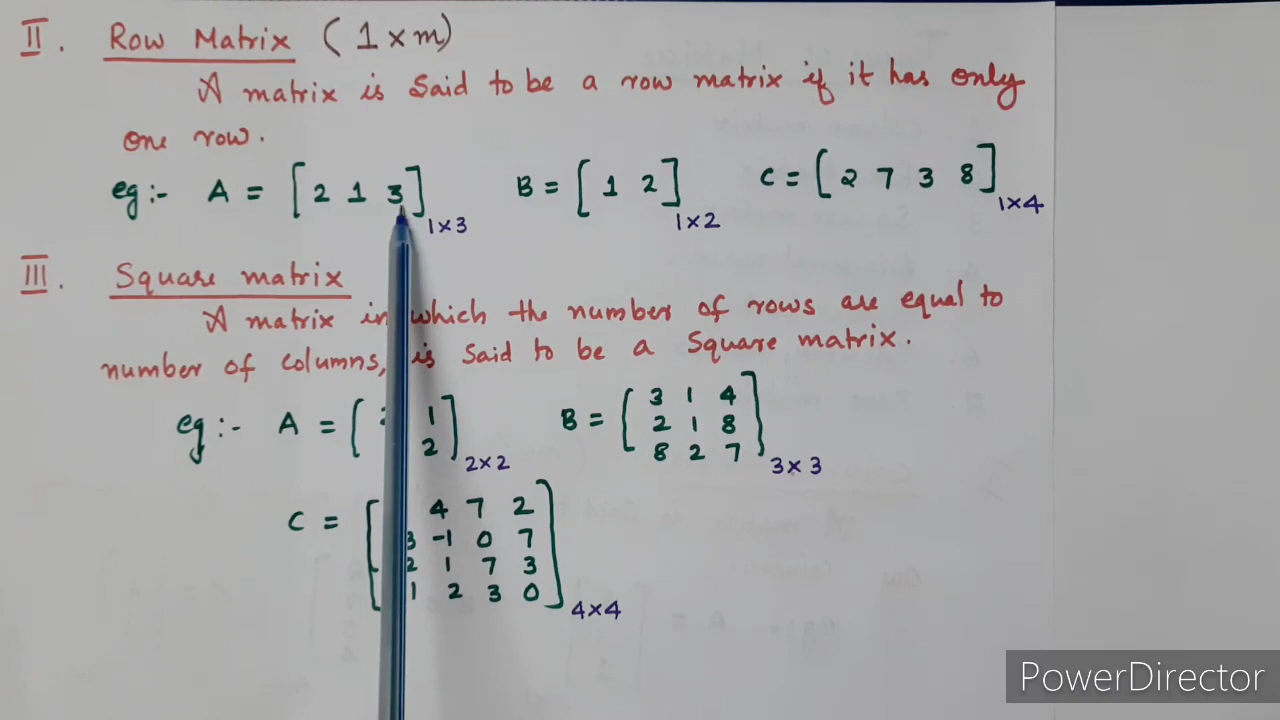 II. Row Matrix (1×m)
A matrix is said to be a row matrix if it has only
one row.
eg:- A = [2 1 3]1×3 B = [1 2]1×2 C = [2 7 3 8]1×4
III. Square matrix
A matrix in which the number of rows are equal to
number of columns, is said to be a square matrix.
eg:- A = [ 1 B = [3 1 4
2]2×2 2 1 8
8 2 7]3×3
C = [ 4 7 2
3 -1 0 7
2 1 7 3
1 2 3 0]4×4
PowerDirector